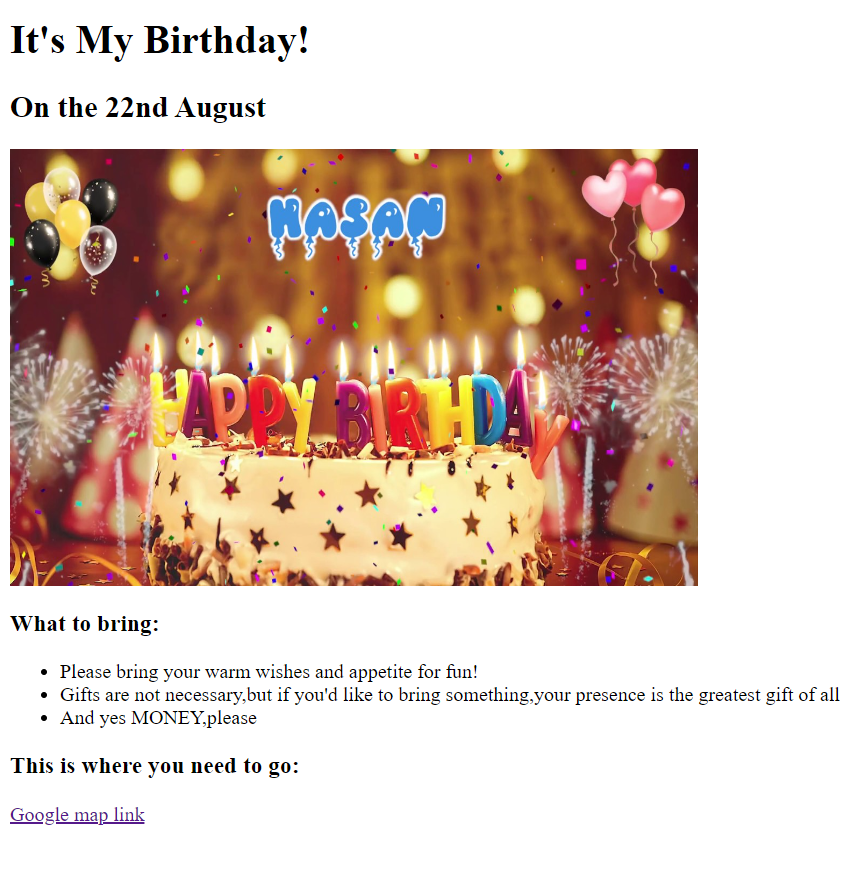 It's My Birthday!
On the 22nd August
HASAN
HAPPY BIRTHDAY
What to bring:
Please bring your warm wishes and appetite for fun!
Gifts are not necessary,but if you'd like to bring something,your presence is the greatest gift of all
And yes MONEY,please
This is where you need to go:
Google map link